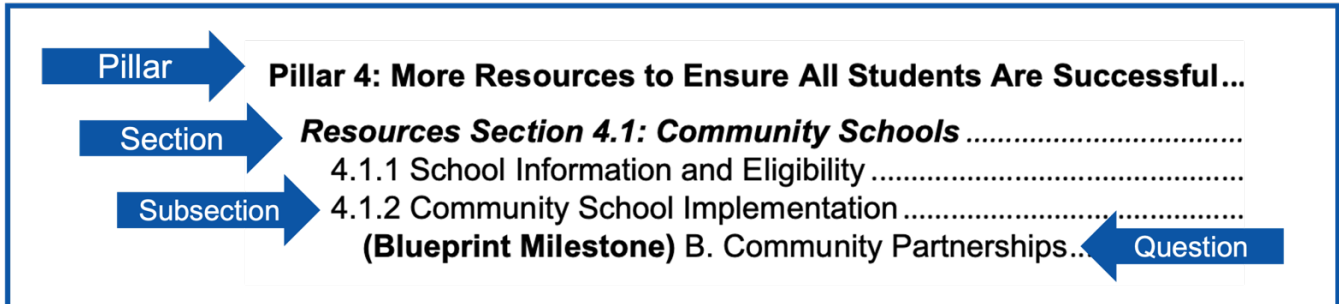 Pillar
Pillar 4: More Resources to Ensure All Students Are Successful...
Section
Resources Section 4.1: Community Schools ..................................
4.1.1 School Information and Eligibility ..............................................
Subsection
4.1.2 Community School Implementation ..........................................
(Blueprint Milestone) B. Community Partnerships...
Question